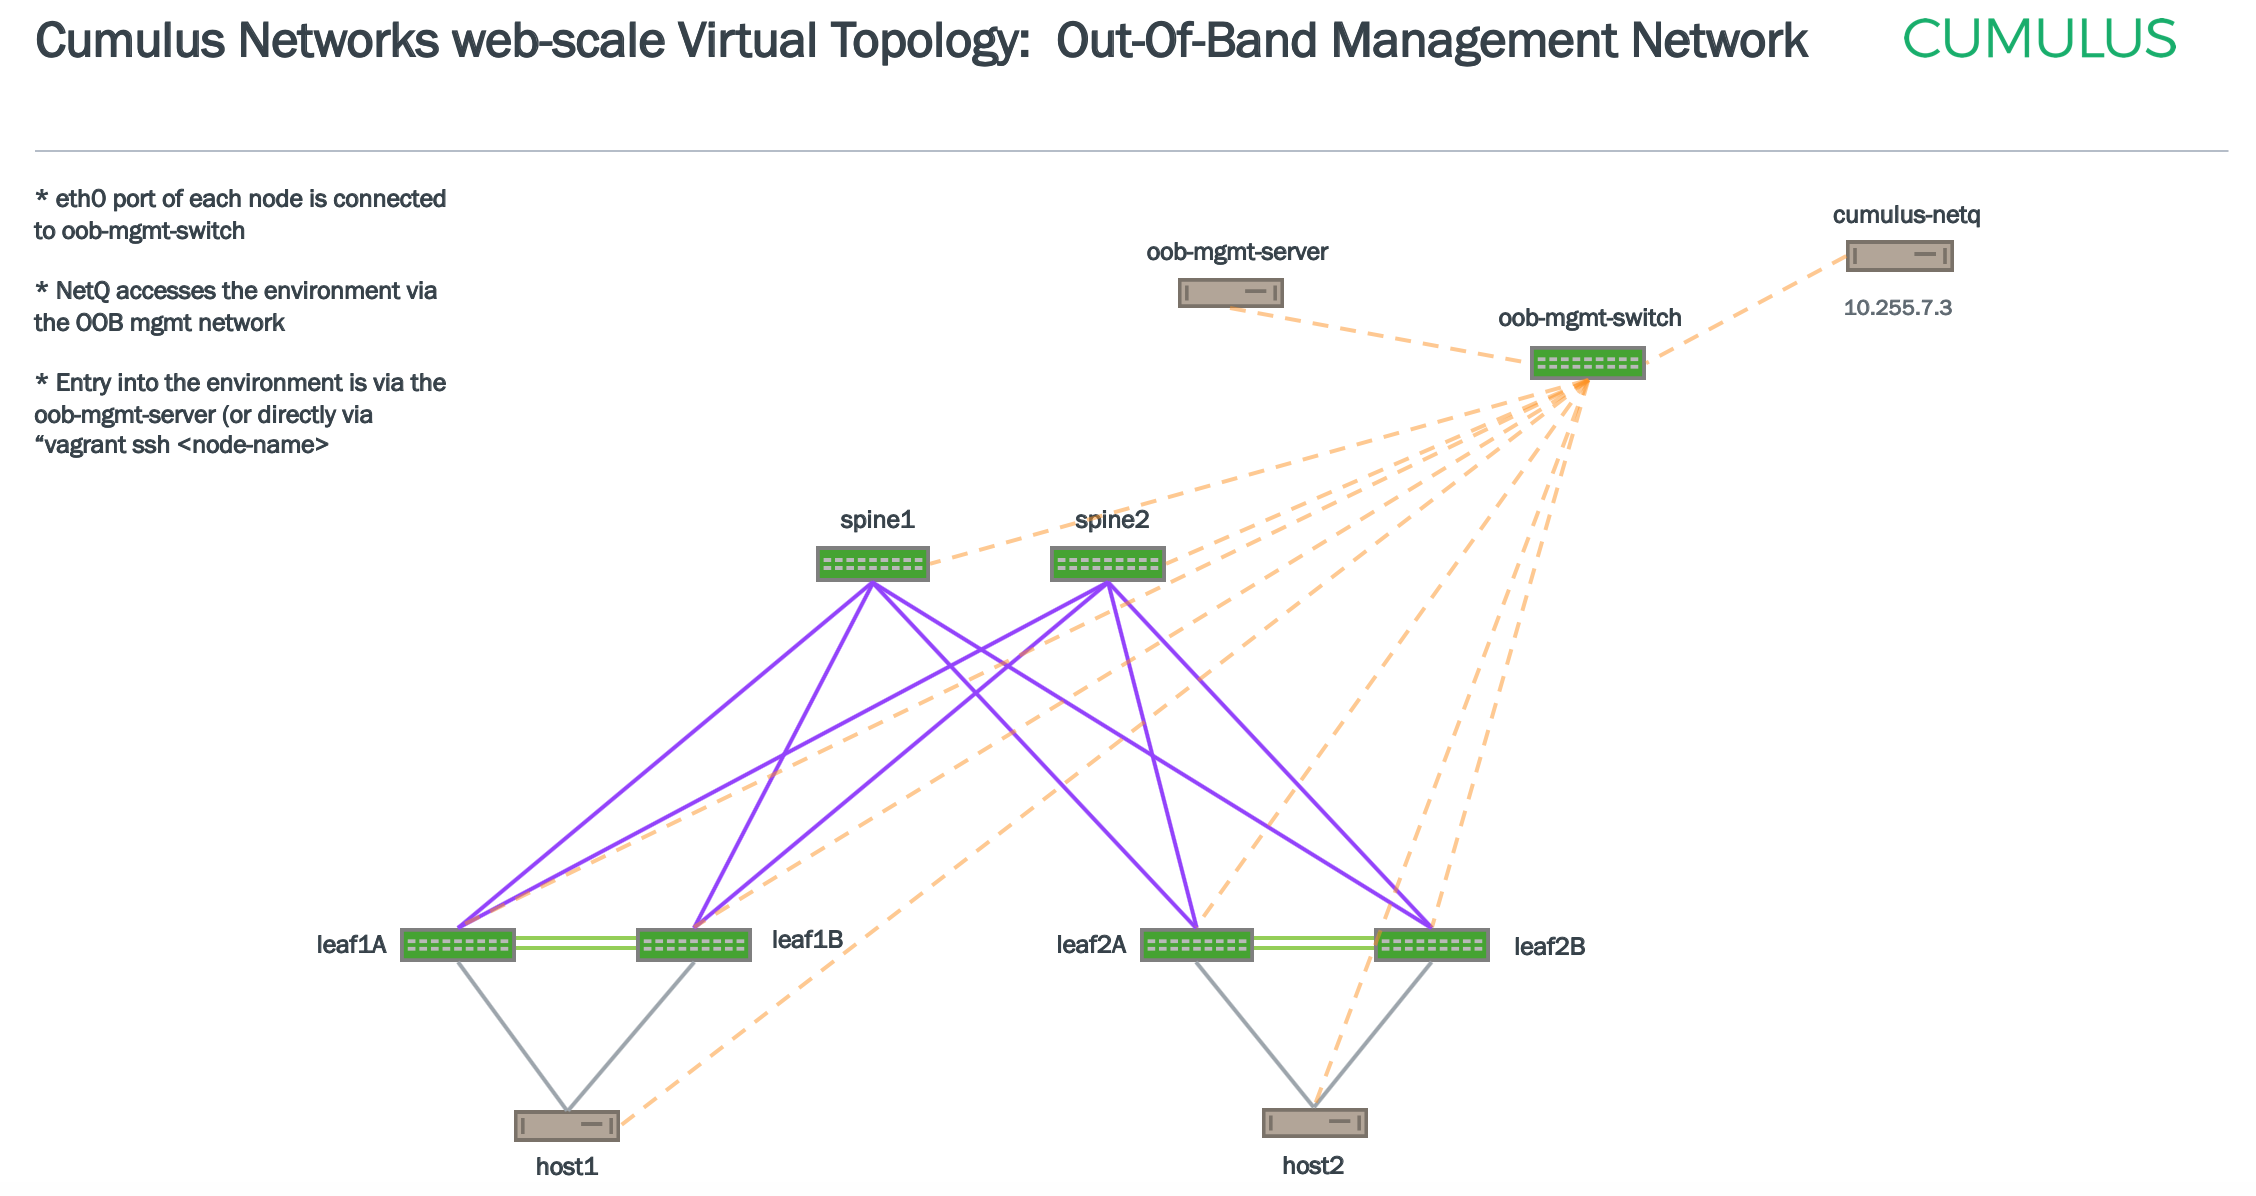 Cumulus Networks web-scale Virtual Topology: Out-Of-Band Management Network
CUMULUS
* eth0 port of each node is connected
to oob-mgmt-switch
* NetQ accesses the environment via
the OOB mgmt network
* Entry into the environment is via the
oob-mgmt-server (or directly via
“vagrant ssh <node-name>
cumulus-netq
oob-mgmt-server
10.255.7.3
oob-mgmt-switch
spine1
spine2
leaf1A
leaf1B
leaf2A
leaf2B
host1
host2